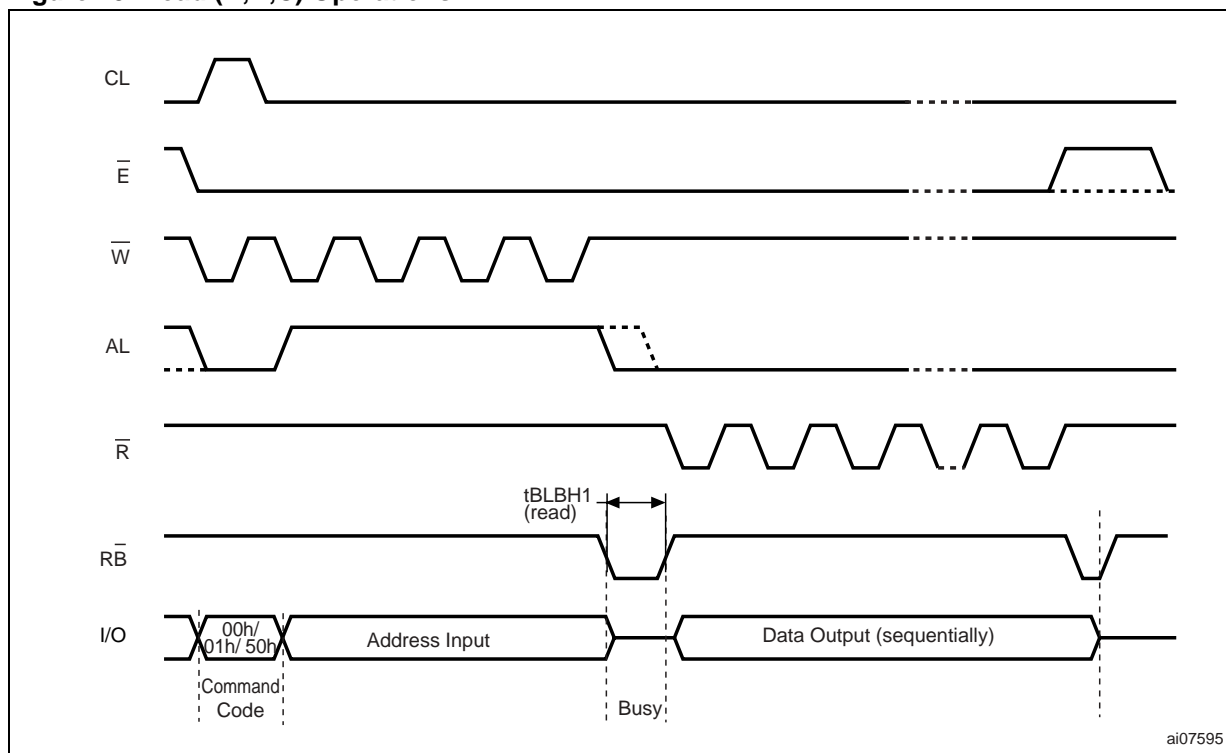 CL
E
W
AL
R
tBLBH1
(read)
RB
I/O
00h/
01h/ 50h
Address Input
Data Output (sequentially)
Command
Code
Busy
ai07595